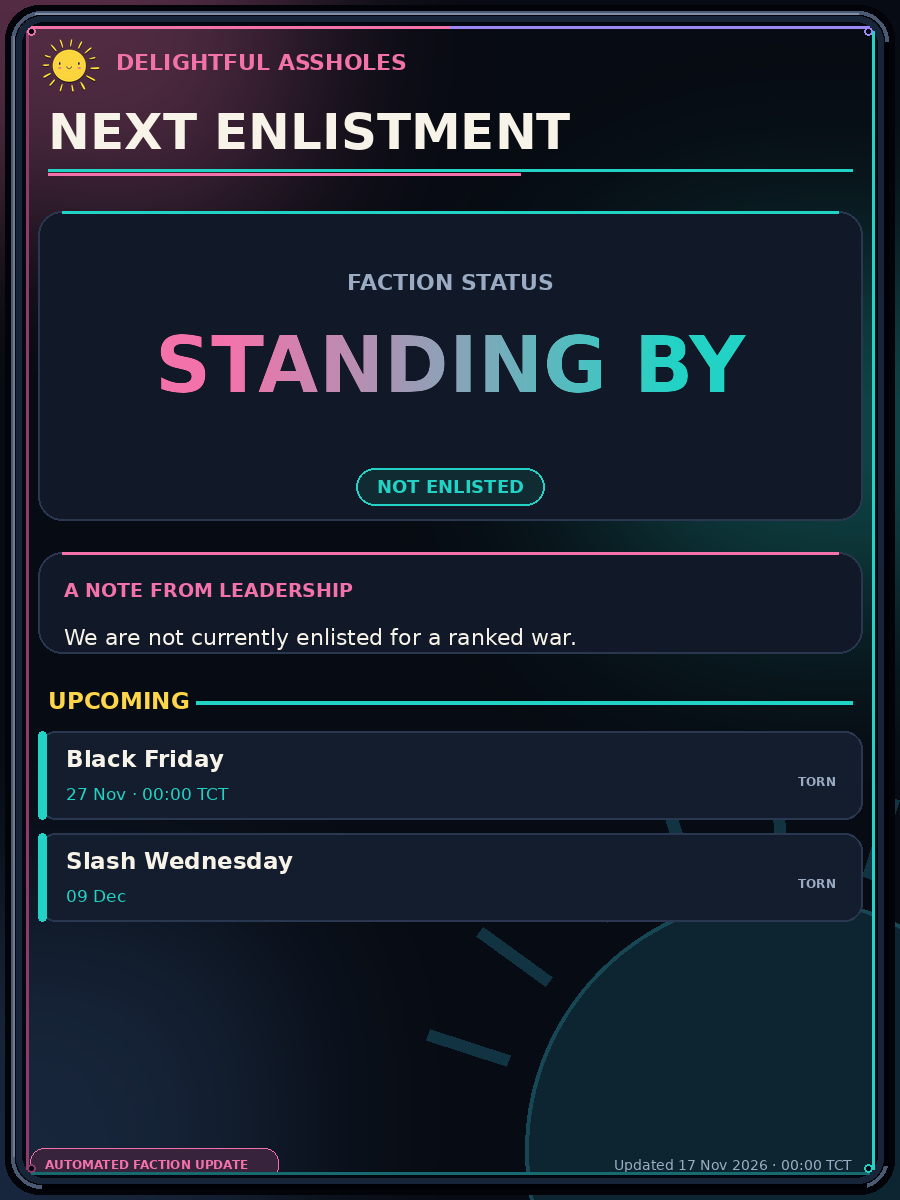 DELIGHTFUL ASSHOLES
NEXT ENLISTMENT
FACTION STATUS
STANDING BY
NOT ENLISTED
A NOTE FROM LEADERSHIP
We are not currently enlisted for a ranked war.
UPCOMING
Black Friday
27 Nov · 00:00 TCT
TORN
Slash Wednesday
09 Dec
TORN
AUTOMATED FACTION UPDATE
Updated 17 Nov 2026 · 00:00 TCT